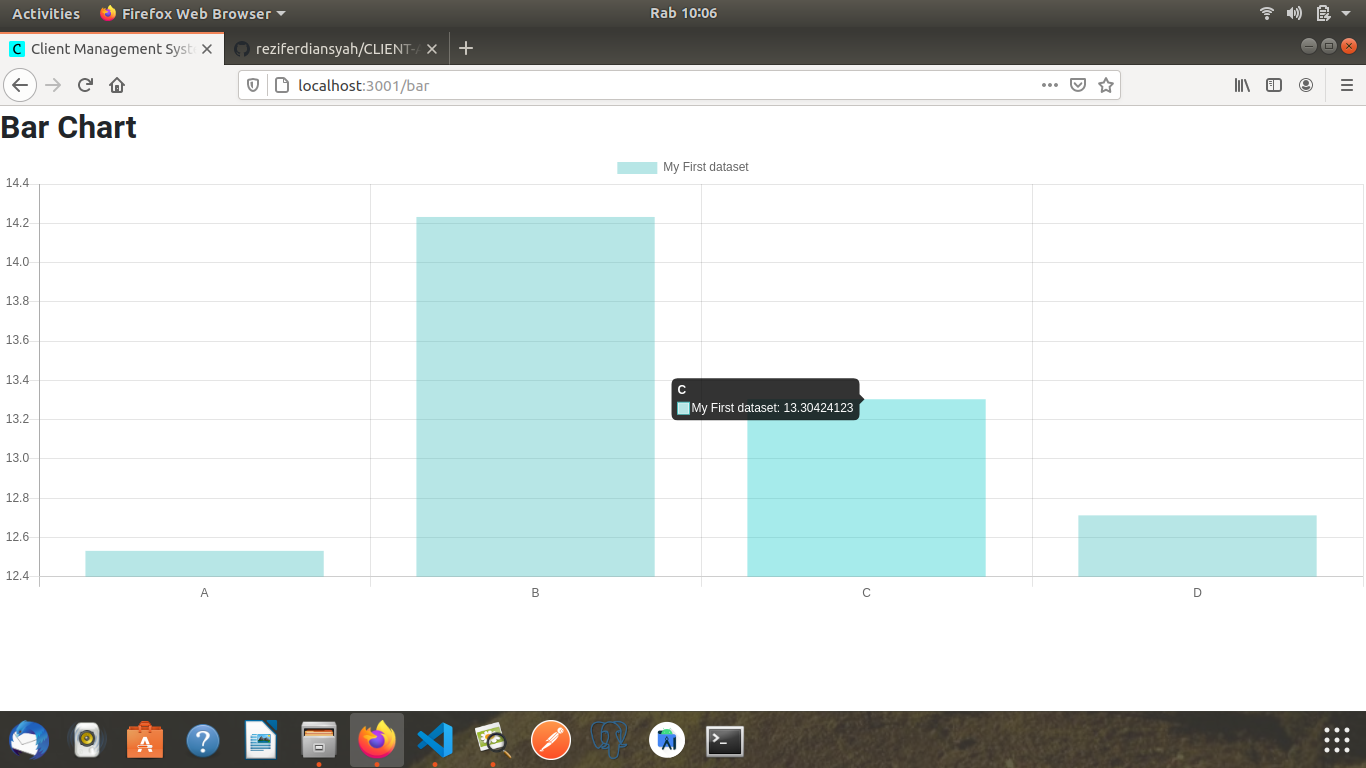 Activities Firefox Web Browser Rab 10:06
C Client Management Syst reziferdiansyah/CLIENT-A
localhost:3001/bar
Bar Chart
My First dataset
14.4
14.2
14.0
13.8
13.6
13.4
C
My First dataset: 13.30424123
13.2
13.0
12.8
12.6
12.4
A B C D